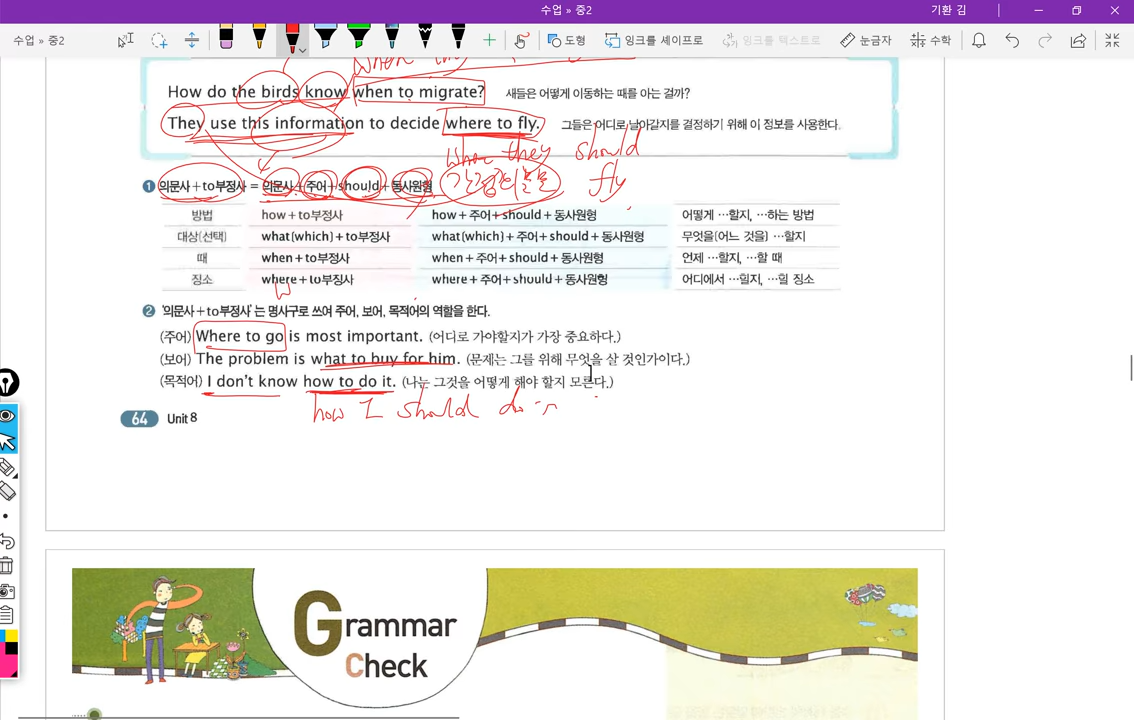 수업 » 중2
기환 김
수업 » 중2
도형
잉크를 셰이프로
잉크를 텍스트로
눈금자
수학
How do the birds know when to migrate? 새들은 어떻게 이동하는 때를 아는 걸까?
They use this information to decide where to fly. 그들은 어디로 날아갈지를 결정하기 위해 이 정보를 사용한다.
they should
fly
1 의문사+to부정사 = 의문사+주어+should+동사원형
방법 how+to부정사 how+주어+should+동사원형 어떻게 …할지, …하는 방법
대상(선택) what(which)+to부정사 what(which)+주어+should+동사원형 무엇을(어느 것을) …할지
때 when+to부정사 when+주어+should+동사원형 언제 …할지, …할 때
장소 where+to부정사 where+주어+should+동사원형 어디에서 …할지, …할 장소
W
2 '의문사+to부정사'는 명사구로 쓰여 주어, 보어, 목적어의 역할을 한다.
(주어) Where to go is most important. (어디로 가야할지가 가장 중요하다.)
(보어) The problem is what to buy for him. (문제는 그를 위해 무엇을 살 것인가이다.)
(목적어) I don't know how to do it. (나는 그것을 어떻게 해야 할지 모른다.)
how I should do
64 Unit 8
Grammar
Check